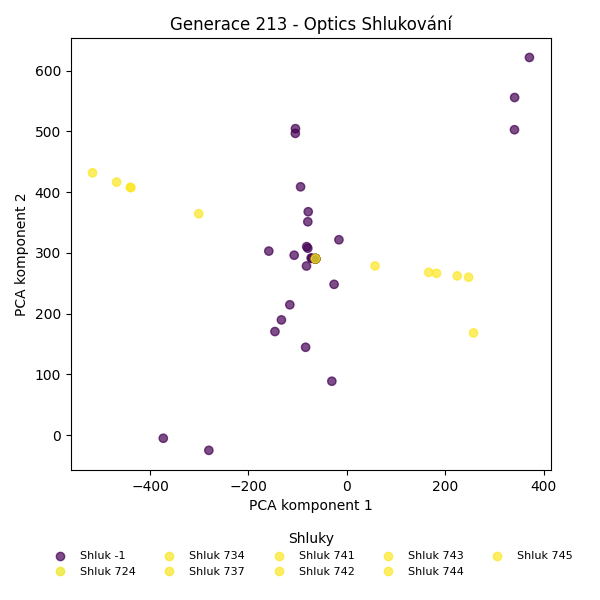 Generace 213 - Optics Shlukování
600
500
400
300
200
100
0
PCA komponent 2
−400 −200 0 200 400
PCA komponent 1
Shluky
Shluk -1 Shluk 734 Shluk 741 Shluk 743 Shluk 745
Shluk 724 Shluk 737 Shluk 742 Shluk 744